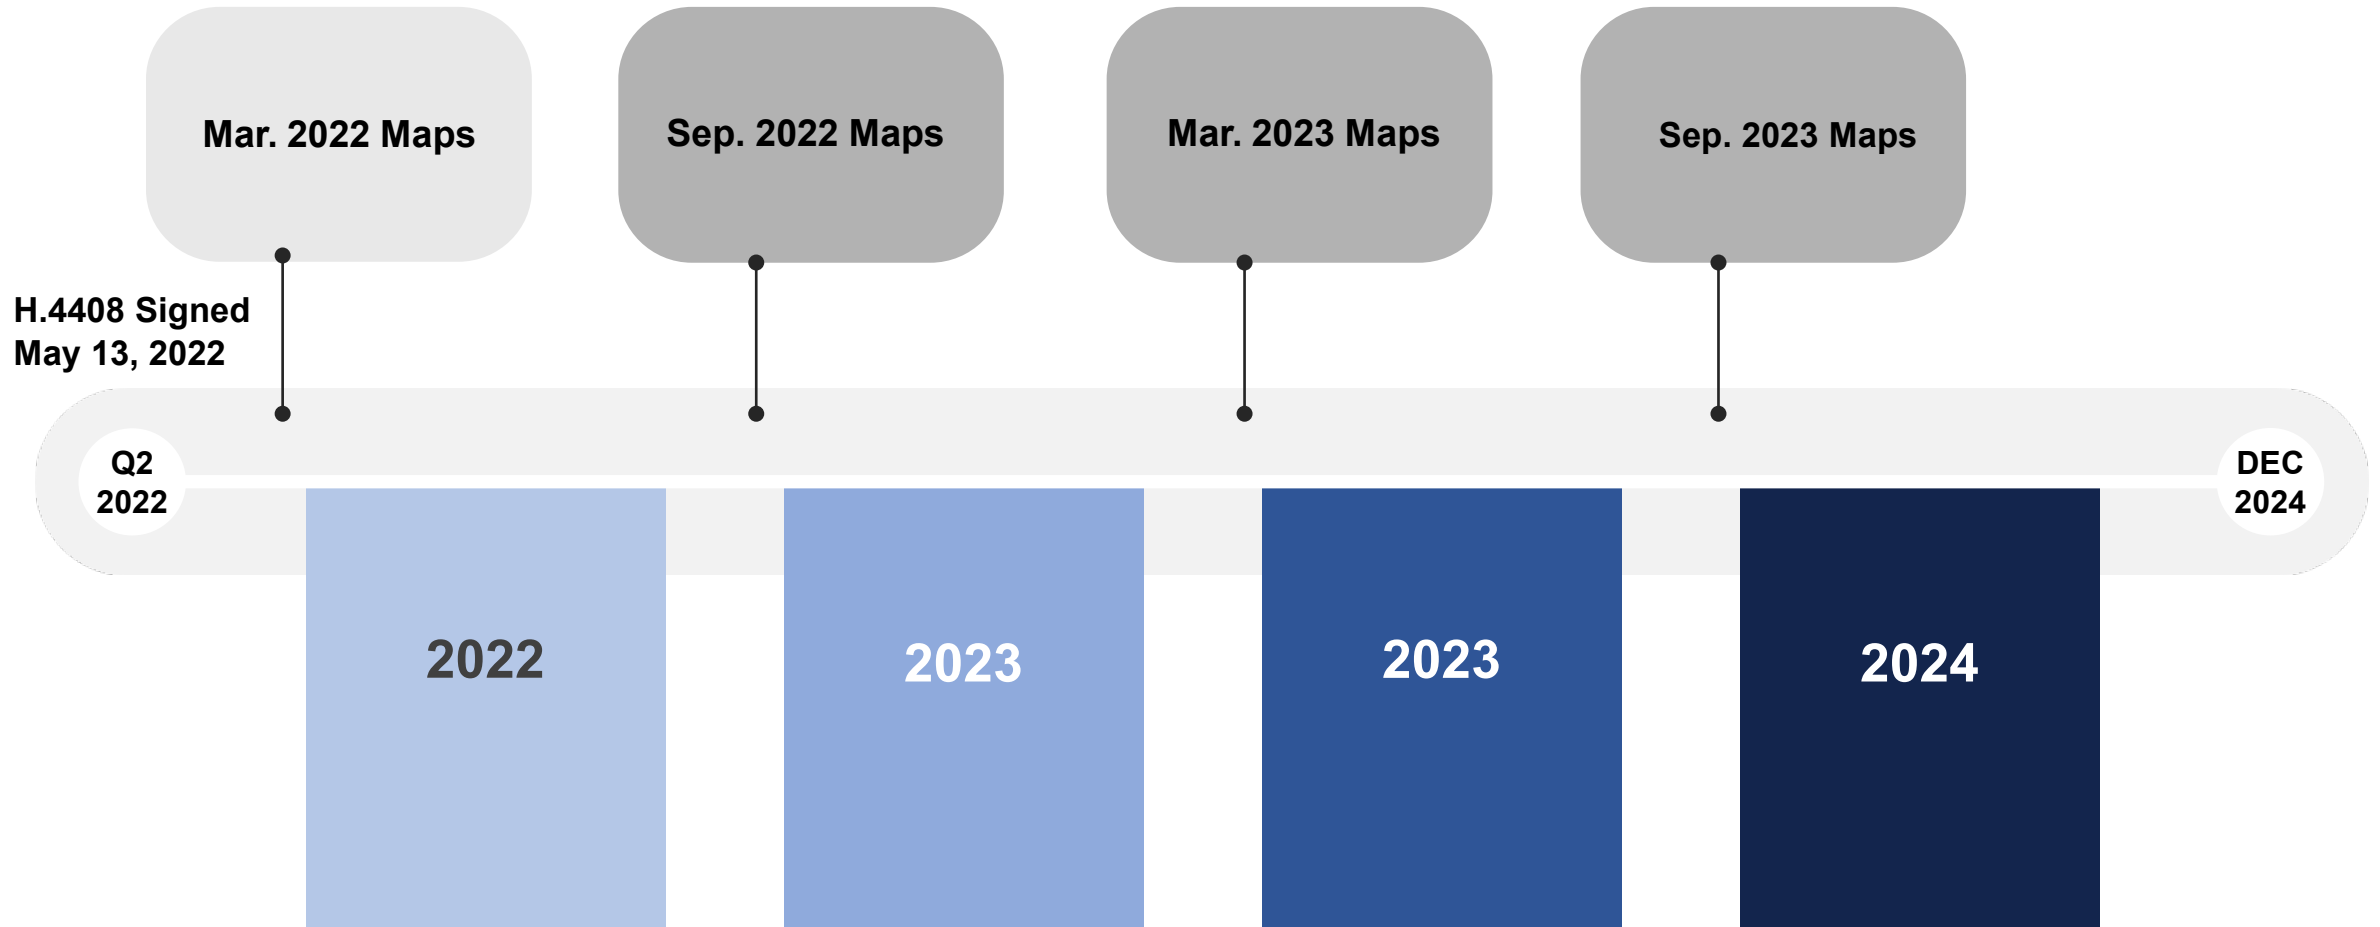 Mar. 2022 Maps
Sep. 2022 Maps
Mar. 2023 Maps
Sep. 2023 Maps
H.4408 Signed
May 13, 2022
Q2
2022
DEC
2024
2022
2023
2023
2024